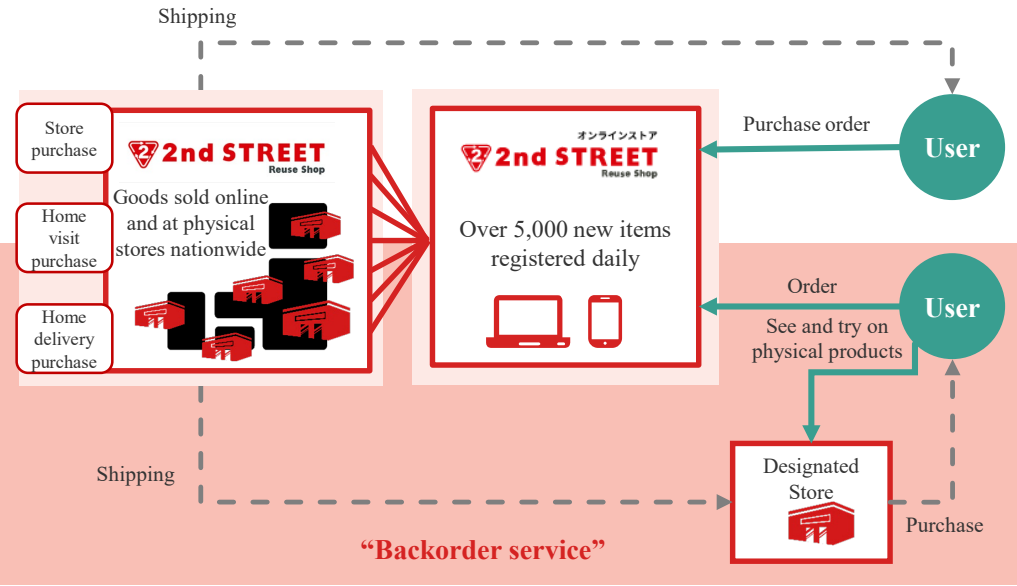 Shipping
Store
purchase
Home
visit
purchase
Home
delivery
purchase
2
2nd STREET
Reuse Shop
Goods sold online
and at physical
stores nationwide
オンラインストア
2
2nd STREET
Reuse Shop
Over 5,000 new items
registered daily
Purchase order
User
Order
User
See and try on
physical products
Shipping
Designated
Store
Purchase
“Backorder service”